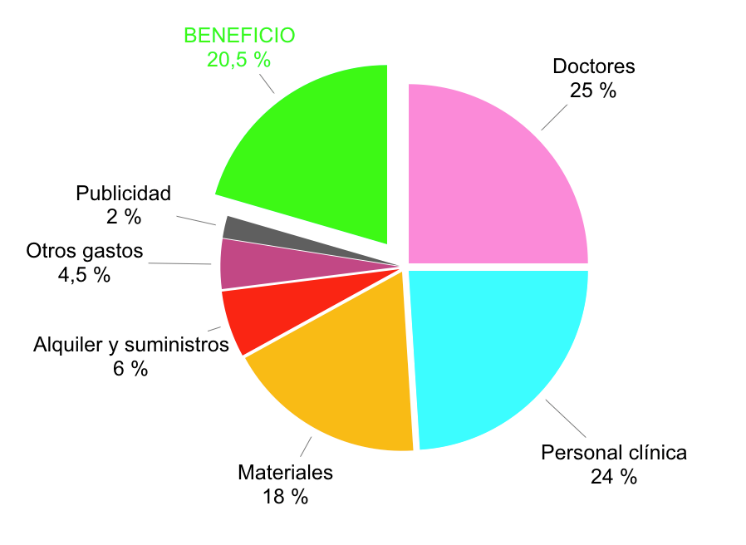 BENEFICIO
20,5 %
Doctores
25 %
Publicidad
2 %
Otros gastos
4,5 %
Alquiler y suministros
6 %
Materiales
18 %
Personal clínica
24 %